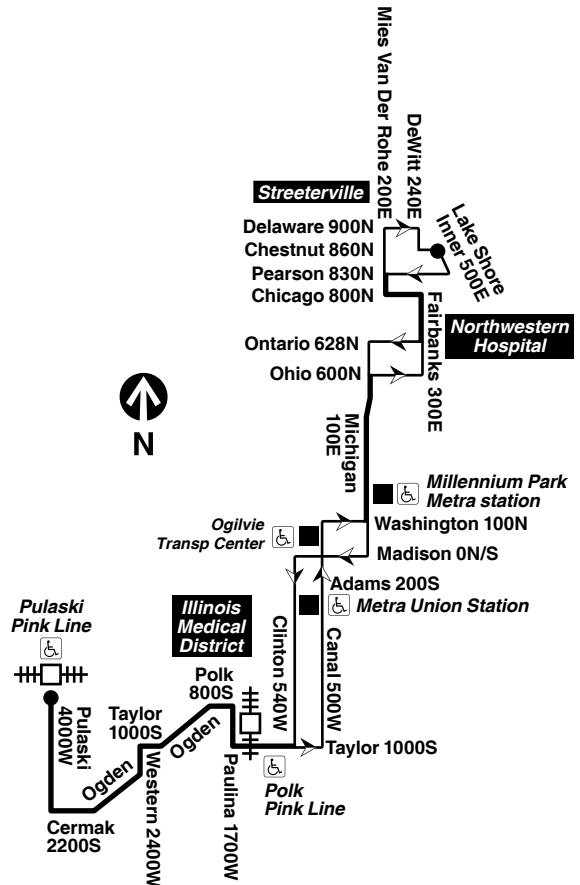 Mies Van Der Rohe 200E
DeWitt 240E
Streeterville
Lake Shore
Inner 500E
Delaware 900N
Chestnut 860N
Pearson 830N
Chicago 800N
Fairbanks 300E
Northwestern
Hospital
Ontario 628N
Ohio 600N
N
Michigan
100E
Millennium Park
Metra station
Ogilvie
Transp Center
Washington 100N
Madison 0N/S
Adams 200S
Metra Union Station
Pulaski
Pink Line
Illinois
Medical
District
Clinton 540W
Canal 500W
Polk
800S
Pulaski
4000W
Taylor
1000S
Ogden
Taylor 1000S
Ogden
Western 2400W
Paulina 1700W
Polk
Pink Line
Cermak
2200S